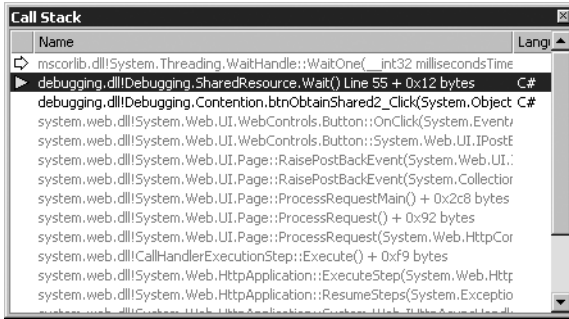 Call Stack
Name Langu
mscorlib.dll!System.Threading.WaitHandle::WaitOne(__int32 millisecondsTime
debugging.dll!Debugging.SharedResource.Wait() Line 55 + 0x12 bytes C#
debugging.dll!Debugging.Contention.btnObtainShared2_Click(System.Object C#
system.web.dll!System.Web.UI.WebControls.Button::OnClick(System.Event
system.web.dll!System.Web.UI.WebControls.Button::System.Web.UI.IPostE
system.web.dll!System.Web.UI.Page::RaisePostBackEvent(System.Web.UI.
system.web.dll!System.Web.UI.Page::RaisePostBackEvent(System.Collection
system.web.dll!System.Web.UI.Page::ProcessRequestMain() + 0x2c8 bytes
system.web.dll!System.Web.UI.Page::ProcessRequest() + 0x92 bytes
system.web.dll!System.Web.UI.Page::ProcessRequest(System.Web.HttpCor
system.web.dll!CallHandlerExecutionStep::Execute() + 0xf9 bytes
system.web.dll!System.Web.HttpApplication::ExecuteStep(System.Web.Http
system.web.dll!System.Web.HttpApplication::ResumeSteps(System.Exceptio